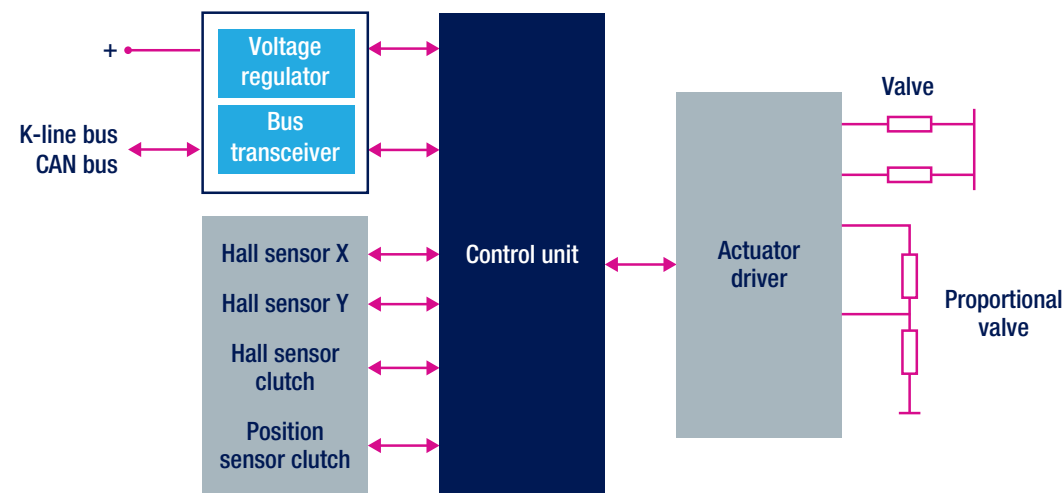 +
Voltage
regulator
K-line bus
CAN bus
Bus
transceiver
Hall sensor X
Hall sensor Y
Hall sensor
clutch
Position
sensor clutch
Control unit
Actuator
driver
Valve
Proportional
valve